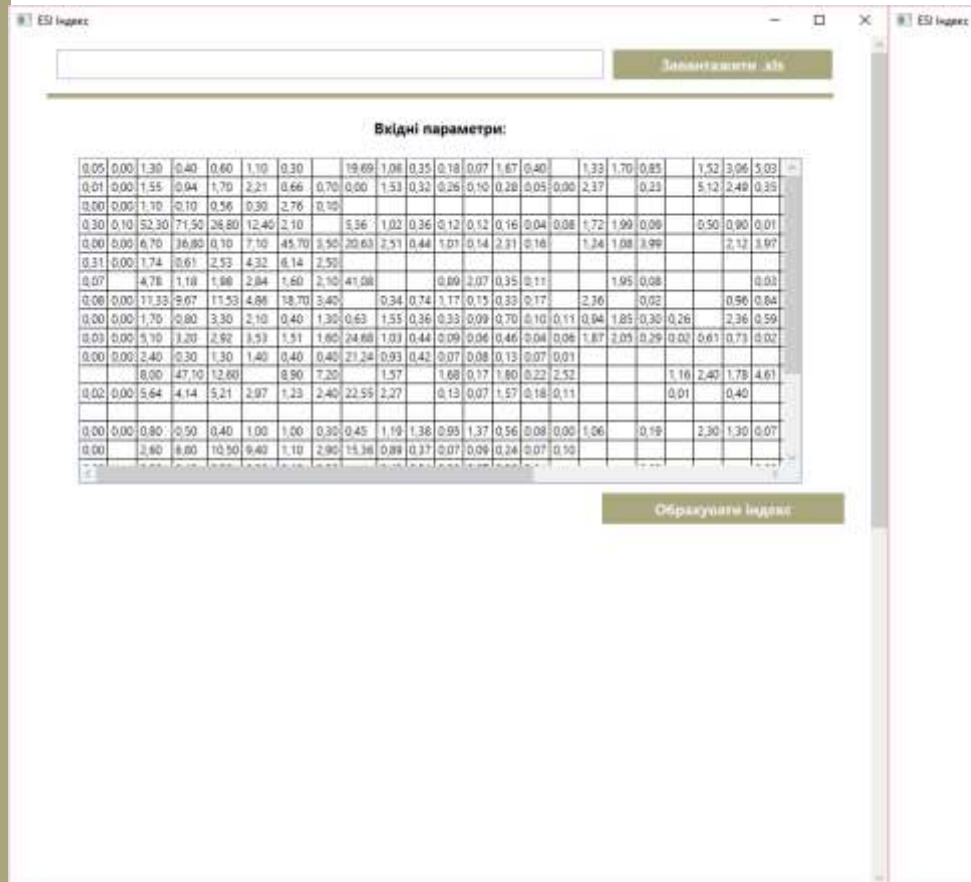 ESI Індекс
ESI Індекс
Завантажити .xls
Вхідні параметри:
0,05 0,00 1,30 0,40 0,60 1,10 0,30 19,69 1,06 0,35 0,18 0,07 1,67 0,40 1,33 1,70 0,85 1,52 3,06 5,03
0,01 0,00 1,55 0,94 1,70 2,21 0,66 0,70 0,00 1,53 0,32 0,26 0,10 0,28 0,05 0,00 2,37 0,23 5,12 2,49 0,35
0,00 0,00 1,10 0,10 0,56 0,30 2,76 0,10
0,30 0,10 52,30 71,50 26,80 12,40 2,10 5,36 1,02 0,36 0,12 0,12 0,16 0,04 0,08 1,72 1,99 0,09 0,50 0,90 0,01
0,00 0,00 6,70 36,80 0,10 7,10 45,70 3,50 20,63 2,51 0,44 1,01 0,14 2,31 0,16 1,24 1,08 3,99 2,12 3,97
0,31 0,00 1,74 0,61 2,53 4,32 6,14 2,50
0,07 4,78 1,18 1,98 2,84 1,60 2,10 41,08 0,89 2,07 0,35 0,11 1,95 0,08 0,03
0,08 0,00 11,33 9,67 11,53 4,86 18,70 3,40 0,34 0,74 1,17 0,15 0,33 0,17 2,36 0,02 0,96 0,84
0,00 0,00 1,70 0,80 3,30 2,10 0,40 1,30 0,63 1,55 0,36 0,33 0,09 0,70 0,10 0,11 0,94 1,85 0,30 0,26 2,36 0,59
0,03 0,00 5,10 3,20 2,92 3,53 1,51 1,60 24,68 1,03 0,44 0,09 0,06 0,46 0,04 0,06 1,87 2,05 0,29 0,02 0,61 0,73 0,02
0,00 0,00 2,40 0,30 1,30 1,40 0,40 0,40 21,24 0,93 0,42 0,07 0,08 0,13 0,07 0,01
8,00 47,10 12,60 8,90 7,20 1,57 1,68 0,17 1,80 0,22 2,52 1,16 2,40 1,78 4,61
0,02 0,00 5,64 4,14 5,21 2,97 1,23 2,40 22,55 2,27 0,13 0,07 1,57 0,18 0,11 0,01 0,40
0,00 0,00 0,80 0,50 0,40 1,00 1,00 0,30 0,45 1,19 1,38 0,95 1,37 0,56 0,08 0,00 1,06 0,19 2,30 1,30 0,07
0,00 2,60 6,80 10,50 9,40 1,10 2,90 15,36 0,89 0,37 0,07 0,09 0,24 0,07 0,10
Обрахувати індекс